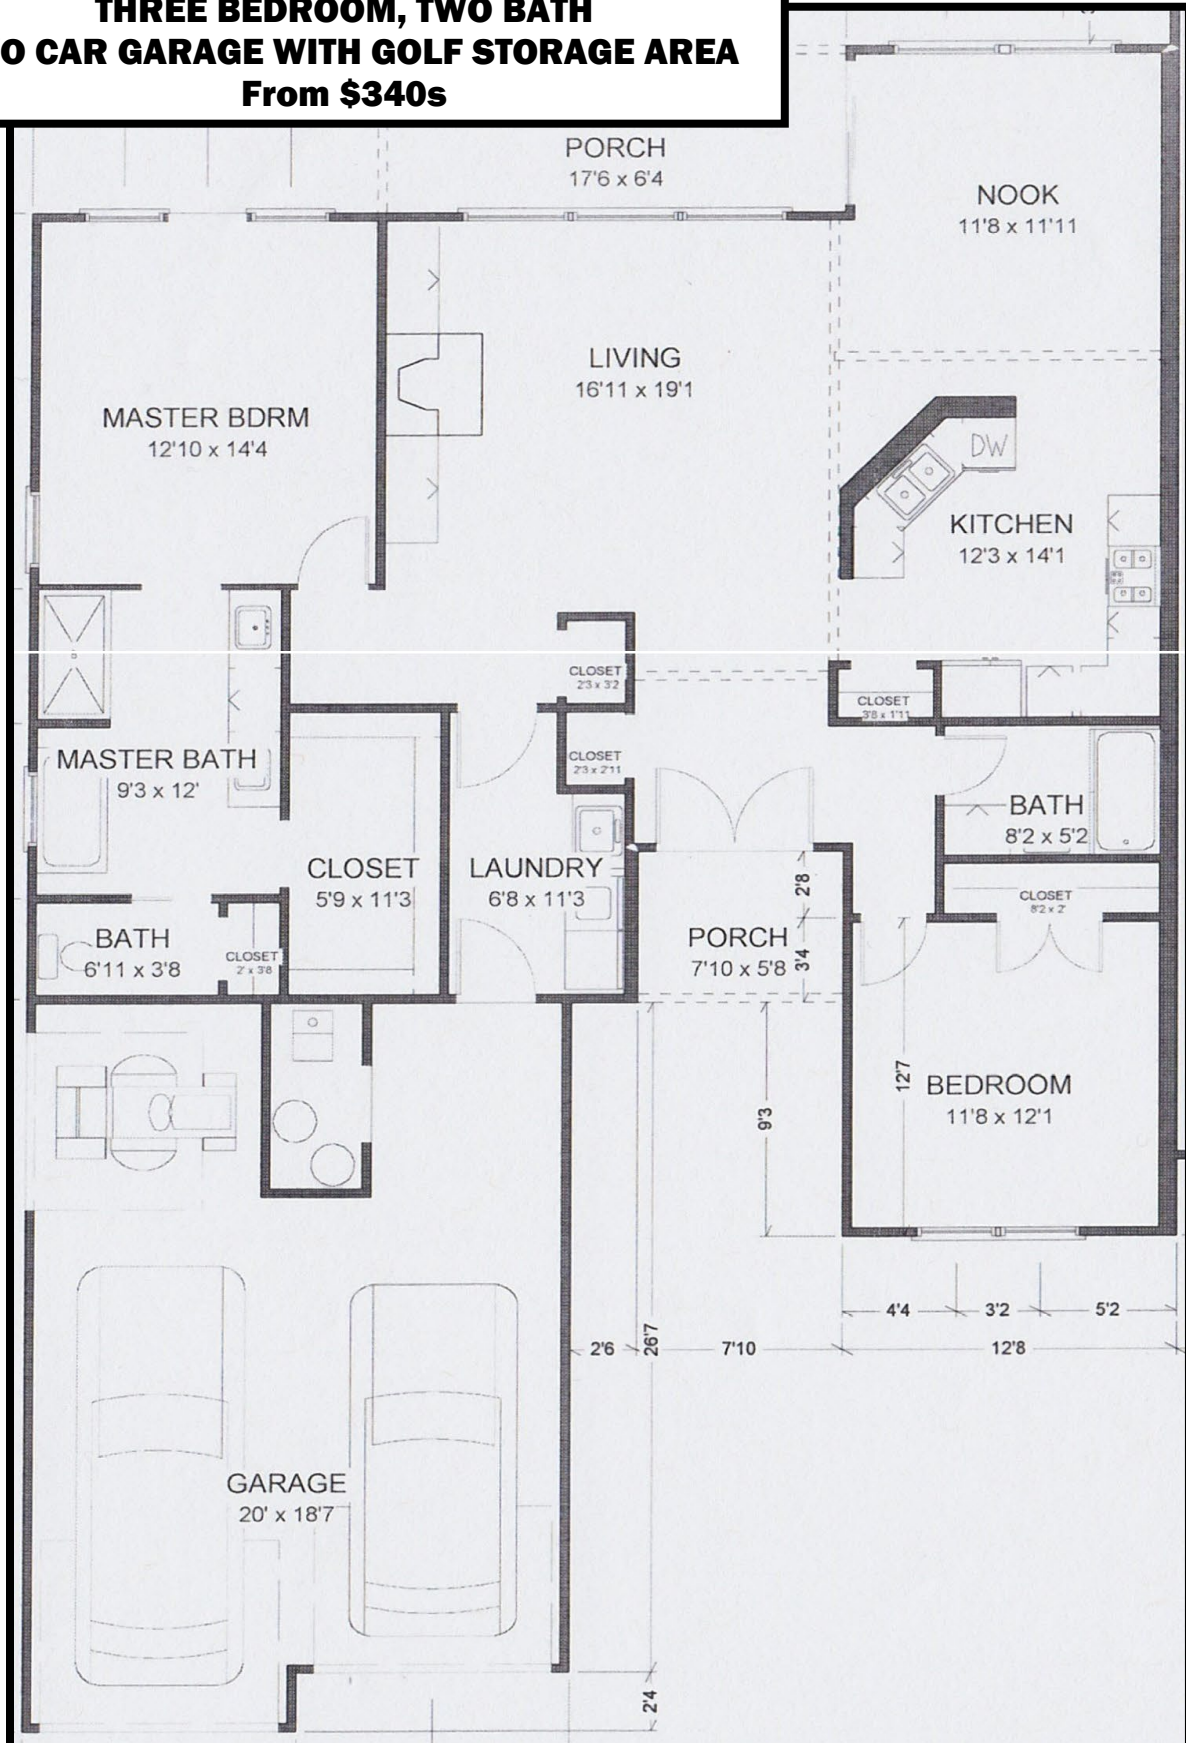 THREE BEDROOM, TWO BATH
O CAR GARAGE WITH GOLF STORAGE AREA
From $340s
PORCH
17'6 x 6'4
NOOK
11'8 x 11'11
LIVING
16'11 x 19'1
MASTER BDRM
12'10 x 14'4
DW
KITCHEN
12'3 x 14'1
CLOSET
2'3 x 3'2
CLOSET
3'8 x 1'11
MASTER BATH
9'3 x 12'
CLOSET
2'3 x 2'11
BATH
8'2 x 5'2
CLOSET
5'9 x 11'3
LAUNDRY
6'8 x 11'3
2'8
CLOSET
8'2 x 2'
BATH
6'11 x 3'8
CLOSET
2' x 3'8
PORCH
7'10 x 5'8
3'4
12'7
BEDROOM
11'8 x 12'1
9'3
4'4
3'2
5'2
2'6
26'7
7'10
12'8
GARAGE
20' x 18'7
2'4